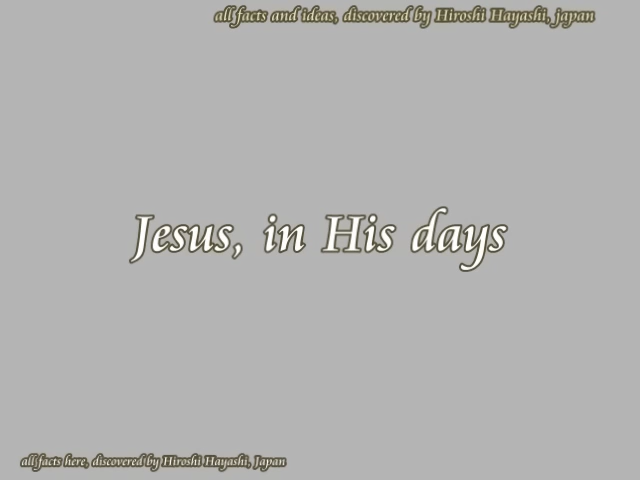 all facts and ideas, discovered by Hiroshi Hayashi, japan
Jesus, in His days
all facts here, discovered by Hiroshi Hayashi, Japan